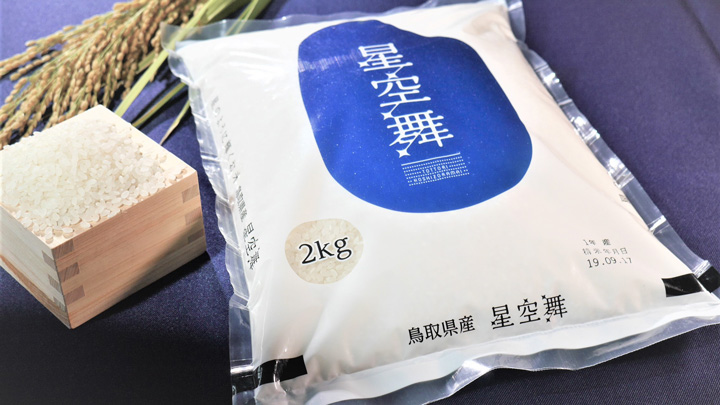 星空舞
TOTTORI
HOSHIZORAMAI
2kg
1年 産
精米年月日
19.09.17
鳥取県産 星空舞